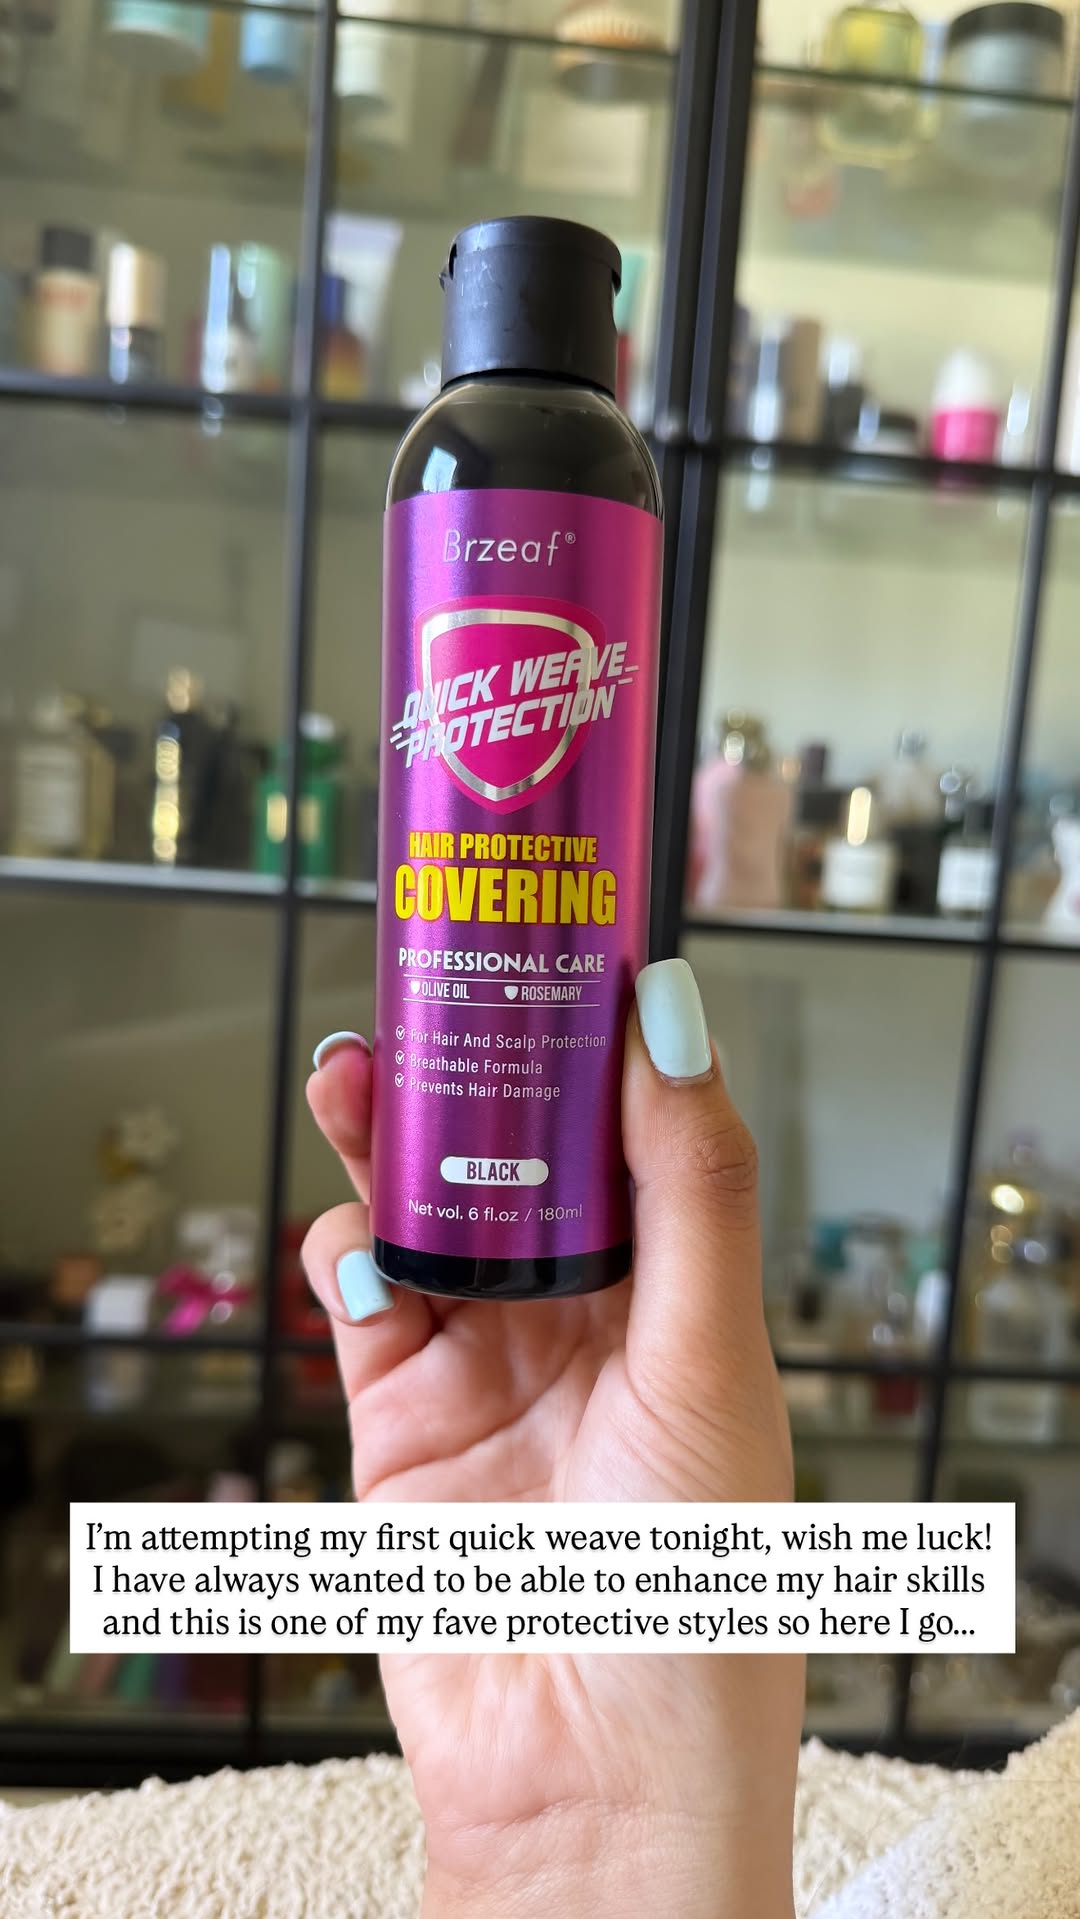 Brzeaf®
QUICK WEAVE
PROTECTION
HAIR PROTECTIVE
COVERING
PROFESSIONAL CARE
OLIVE OIL ROSEMARY
For Hair And Scalp Protection
Breathable Formula
Prevents Hair Damage
BLACK
Net vol. 6 fl.oz / 180ml
I’m attempting my first quick weave tonight, wish me luck!
I have always wanted to be able to enhance my hair skills
and this is one of my fave protective styles so here I go...